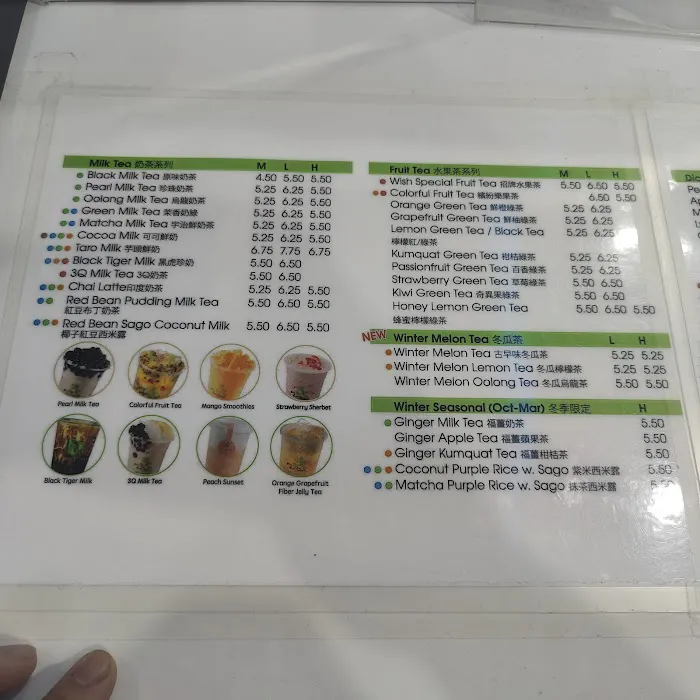 Milk Tea 奶茶系列 M L H
Black Milk Tea 原味奶茶 4.50 5.50 5.50
Pearl Milk Tea 珍珠奶茶 5.25 6.25 5.50
Oolong Milk Tea 烏龍奶茶 5.25 6.25 5.50
Green Milk Tea 茉香奶綠 5.25 6.25 5.50
Matcha Milk Tea 宇治鮮奶茶 5.25 6.25 5.50
Cocoa Milk 可可鮮奶 5.25 6.25 5.50
Taro Milk 芋頭鮮奶 6.75 7.75 6.75
Black Tiger Milk 黑虎珍奶 5.50 6.50
3Q Milk Tea 3Q奶茶 5.50 6.50
Chai Latte印度奶茶 5.25 6.25 5.50
Red Bean Pudding Milk Tea 5.50 6.50 5.50
紅豆布丁奶茶
Red Bean Sago Coconut Milk 5.50 6.50 5.50
椰子紅豆西米露
Pearl Milk Tea
Colorful Fruit Tea
Mango Smoothies
Strawberry Sherbet
Black Tiger Milk
3Q Milk Tea
Peach Sunset
Orange Grapefruit
Fiber Jelly Tea
Fruit Tea 水果茶系列 M L H
Wish Special Fruit Tea 招牌水果茶 5.50 6.50 5.50
Colorful Fruit Tea 繽紛樂果茶 6.50 5.50
Orange Green Tea 鮮橙綠茶 5.25 6.25
Grapefruit Green Tea 鮮柚綠茶 5.25 6.25
Lemon Green Tea / Black Tea 5.25 6.25
檸檬紅/綠茶
Kumquat Green Tea 柑桔綠茶 5.25 6.25
Passionfruit Green Tea 百香綠茶 5.25 6.25
Strawberry Green Tea 草莓綠茶 5.50 6.50
Kiwi Green Tea 奇異果綠茶 5.50 6.50
Honey Lemon Green Tea 5.50 6.50 5.50
蜂蜜檸檬綠茶
NEW
Winter Melon Tea 冬瓜茶 L H
Winter Melon Tea 古早味冬瓜茶 5.25 5.25
Winter Melon Lemon Tea 冬瓜檸檬茶 5.25 5.25
Winter Melon Oolong Tea 冬瓜烏龍茶 5.50 5.50
Winter Seasonal (Oct-Mar) 冬季限定 H
Ginger Milk Tea 福薑奶茶 5.50
Ginger Apple Tea 福薑蘋果茶 5.50
Ginger Kumquat Tea 福薑柑桔茶 5.50
Coconut Purple Rice w. Sago 紫米西米露 5.50
Matcha Purple Rice w. Sago 抹茶西米露